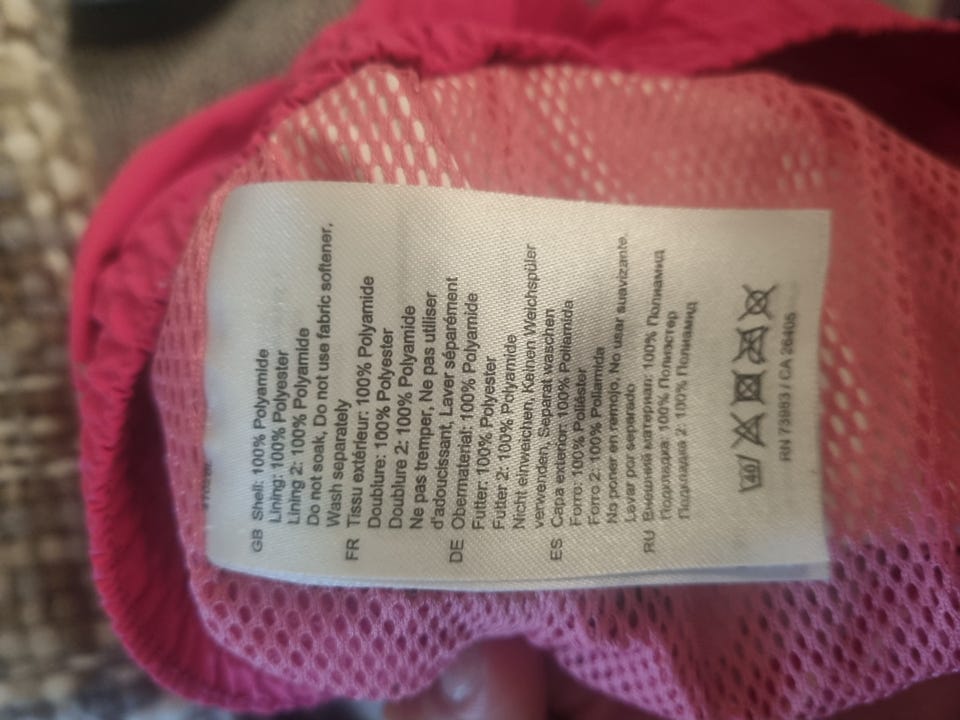 GB Shell: 100% Polyamide
Lining: 100% Polyester
Lining 2: 100% Polyamide
Do not soak, Do not use fabric softener,
Wash separately
FR Tissu extérieur: 100% Polyamide
Doublure: 100% Polyester
Doublure 2: 100% Polyamide
Ne pas tremper, Ne pas utiliser
d'adoucissant, Laver séparément
DE Obermaterial: 100% Polyamide
Futter: 100% Polyester
Futter 2: 100% Polyamide
Nicht einweichen, Keinen Weichspüler
verwenden, Separat waschen
ES Capa exterior: 100% Poliamida
Forro: 100% Poliéster
Forro 2: 100% Poliamida
No poner en remojo, No usar suavizante,
Lavar por separado
RU Внешний материал: 100% Полиамид
Подкладка: 100% Полиэстер
Подкладка 2: 100% Полиамид
40
RN 73983 / CA 26405